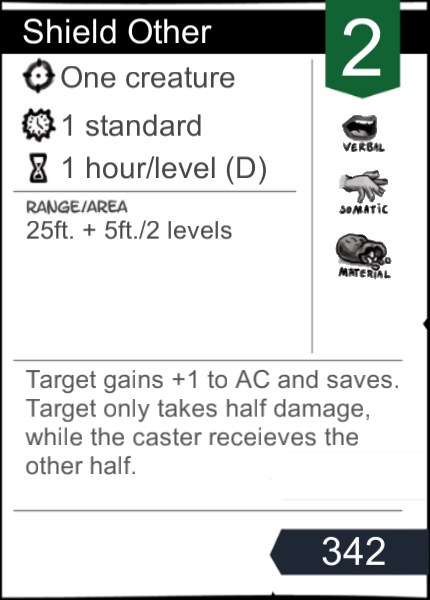 Shield Other
2
One creature
1 standard
1 hour/level (D)
VERBAL
SOMATIC
MATERIAL
RANGE/AREA
25ft. + 5ft./2 levels
Target gains +1 to AC and saves.
Target only takes half damage,
while the caster receieves the
other half.
342